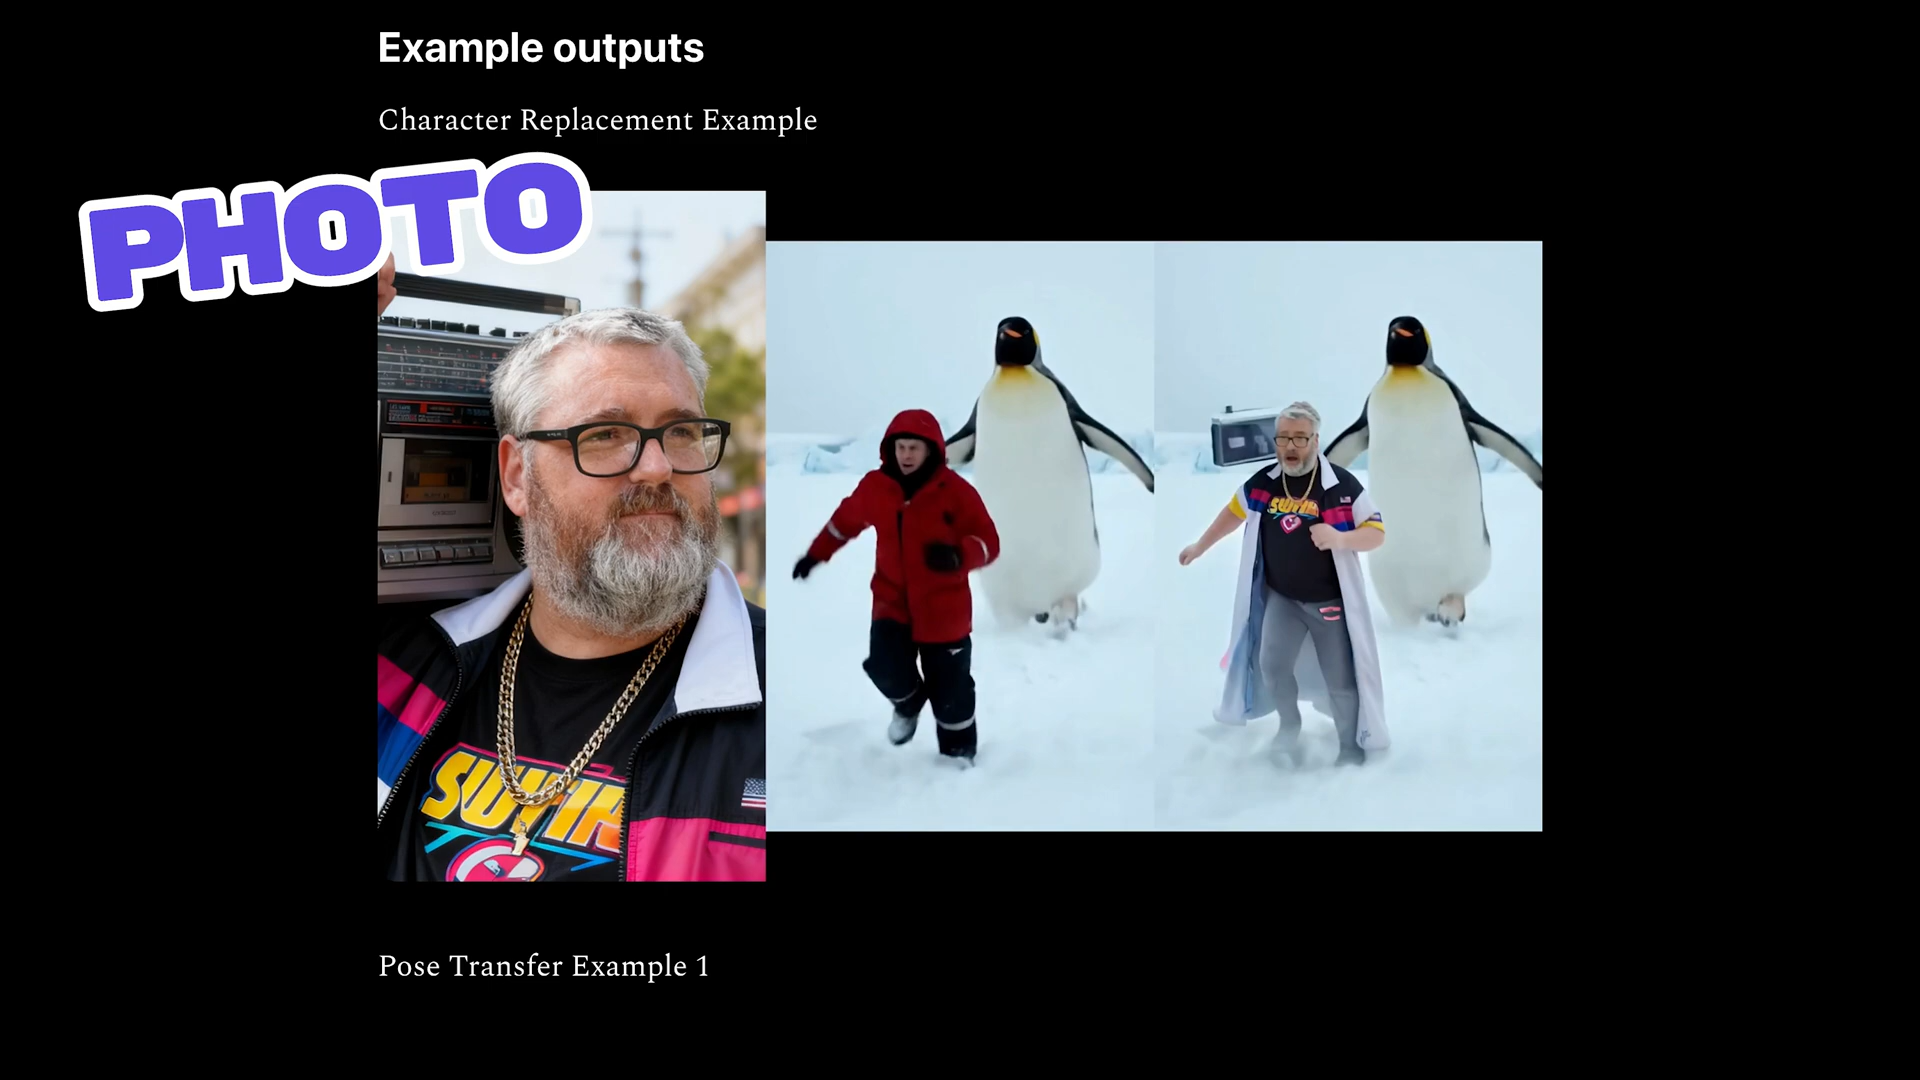 Example outputs
Character Replacement Example
PHOTO
Pose Transfer Example 1